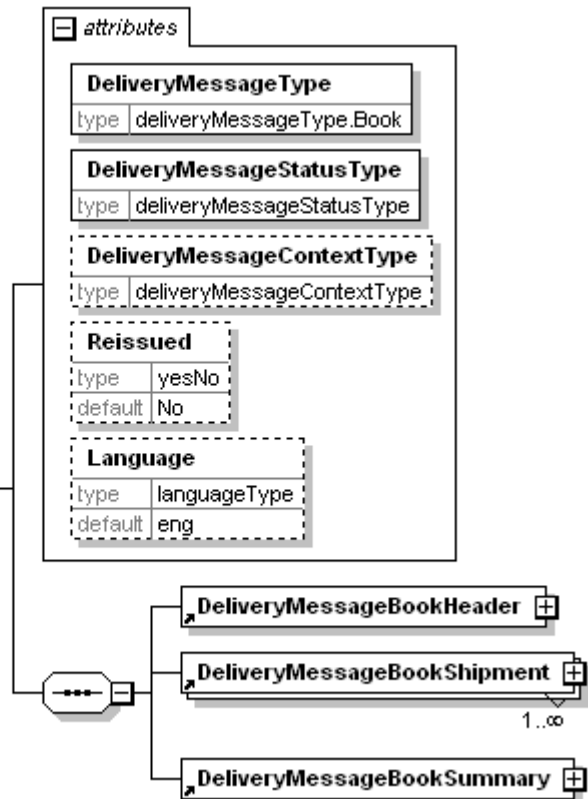 attributes
DeliveryMessageType
type deliveryMessageType.Book
DeliveryMessageStatusType
type deliveryMessageStatusType
DeliveryMessageContextType
type deliveryMessageContextType
Reissued
type yesNo
default No
Language
type languageType
default eng
DeliveryMessageBookHeader
DeliveryMessageBookShipment
1..∞
DeliveryMessageBookSummary